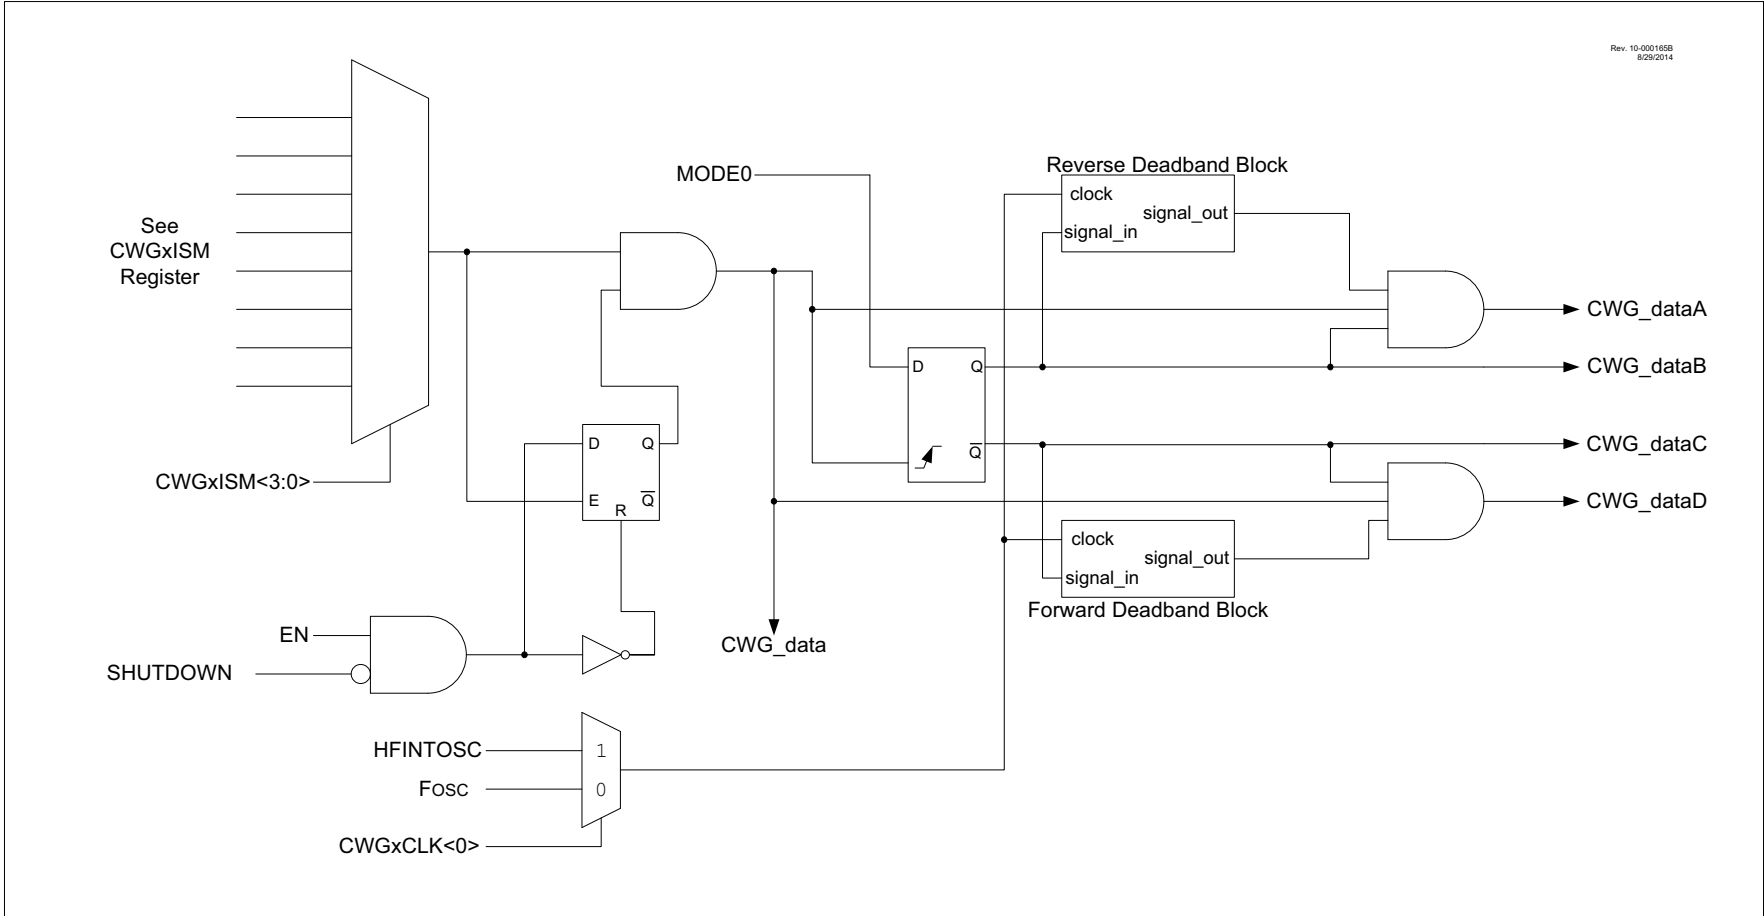 Rev. 10-000165B
8/29/2014
Reverse Deadband Block
MODE0
clock
signal_out
signal_in
See
CWGxISM
Register
CWG_dataA
D
Q
CWG_dataB
Q
CWG_dataC
D
Q
CWGxISM<3:0>
E
Q
R
CWG_dataD
clock
signal_out
signal_in
Forward Deadband Block
EN
CWG_data
SHUTDOWN
HFINTOSC
1
FOSC
0
CWGxCLK<0>